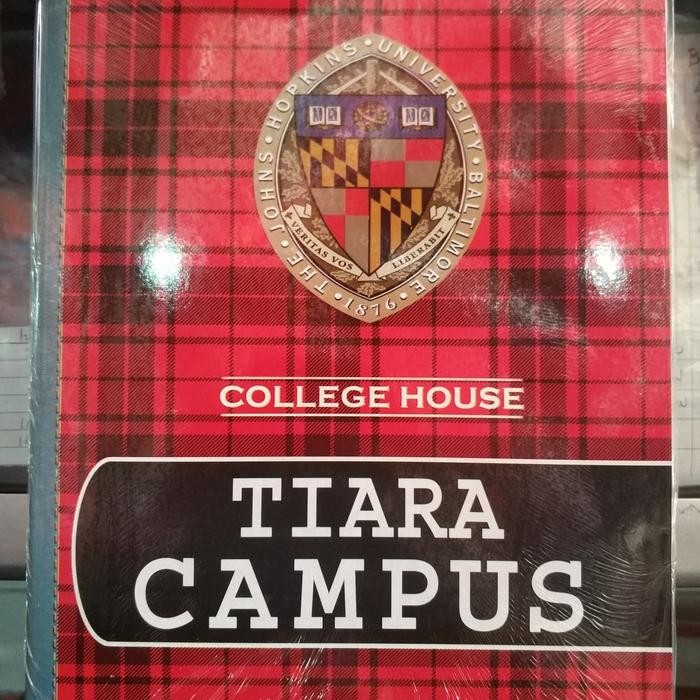 THE · JOHNS · HOPKINS · UNIVERSITY · BALTIMORE ·
VERITAS VOS LIBERABIT
· 1876 ·
COLLEGE HOUSE
TIARA
CAMPUS